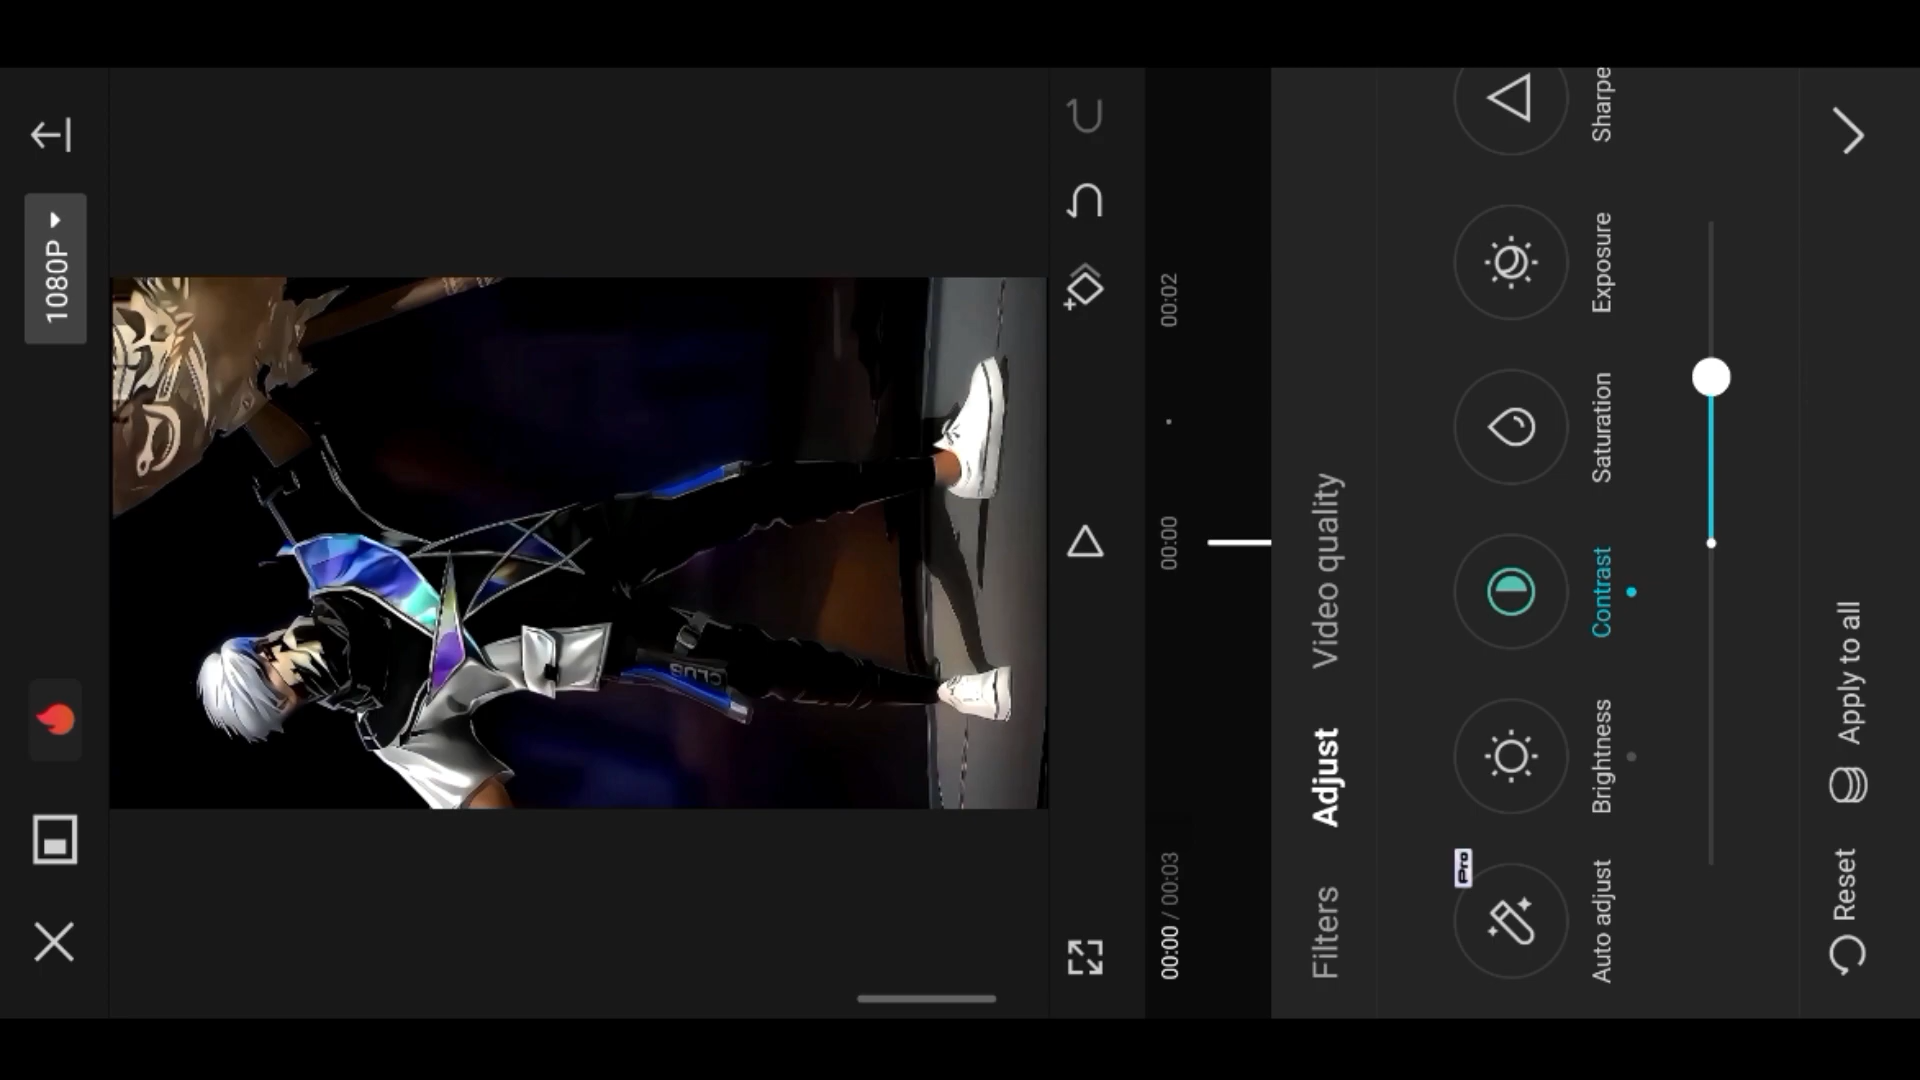 1080P
00:00 / 00:03
00:00
00:02
Filters
Adjust
Video quality
Pro
Auto adjust
Brightness
Contrast
Saturation
Exposure
Sharpe
Reset
Apply to all
CLUB